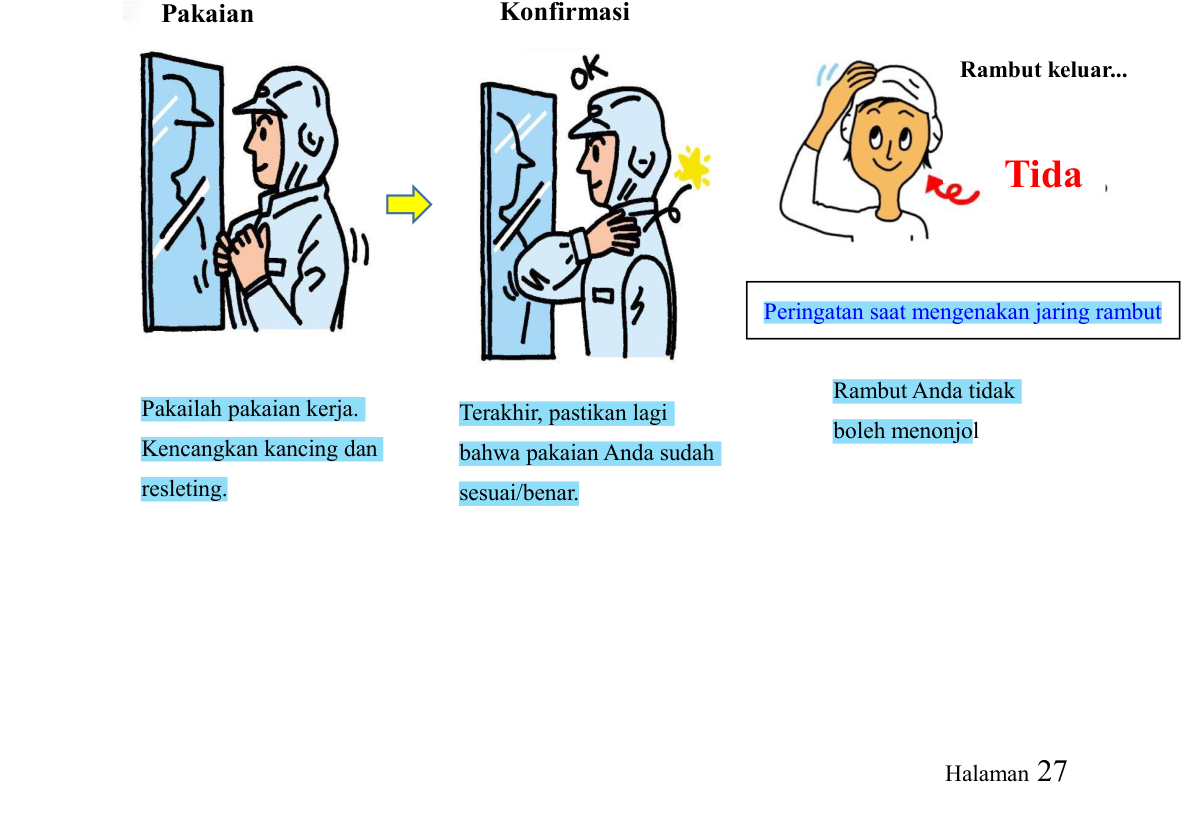 Pakaian
Konfirmasi
OK
Rambut keluar...
Tida
Peringatan saat mengenakan jaring rambut
Pakailah pakaian kerja.
Kencangkan kancing dan
resleting.
Terakhir, pastikan lagi
bahwa pakaian Anda sudah
sesuai/benar.
Rambut Anda tidak
boleh menonjol
Halaman 27